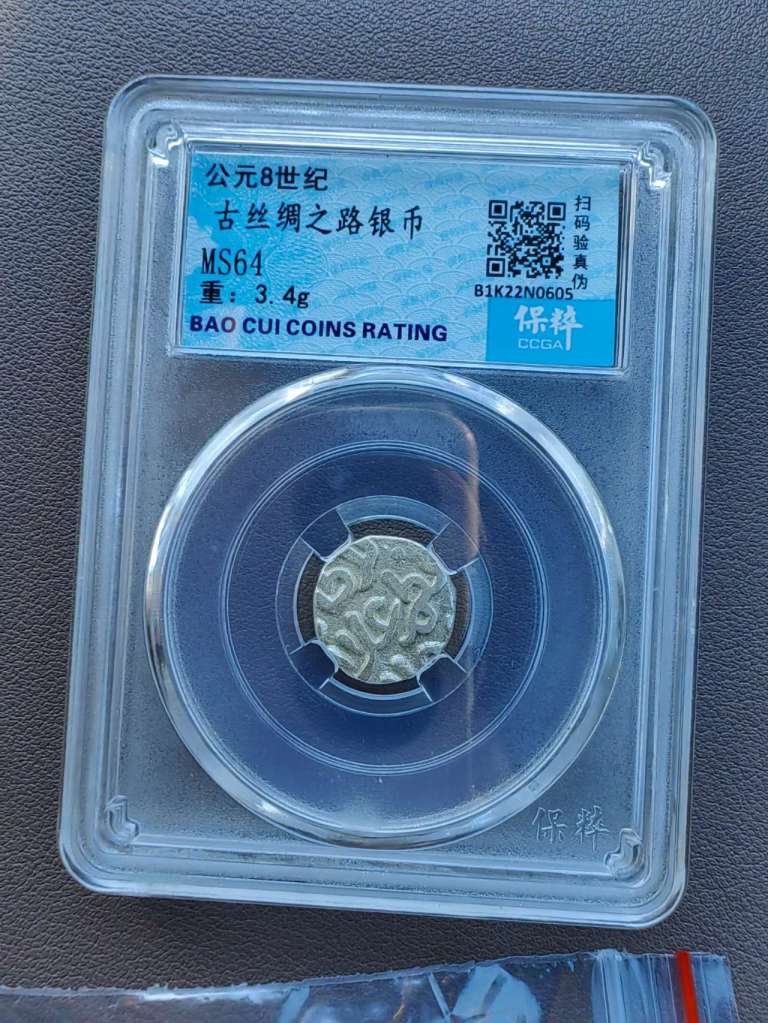 公元8世纪
古丝绸之路银币
MS64
重：3.4g
BAO CUI COINS RATING
扫码验真伪
B1K22N0605
保粹
CCGA
保粹